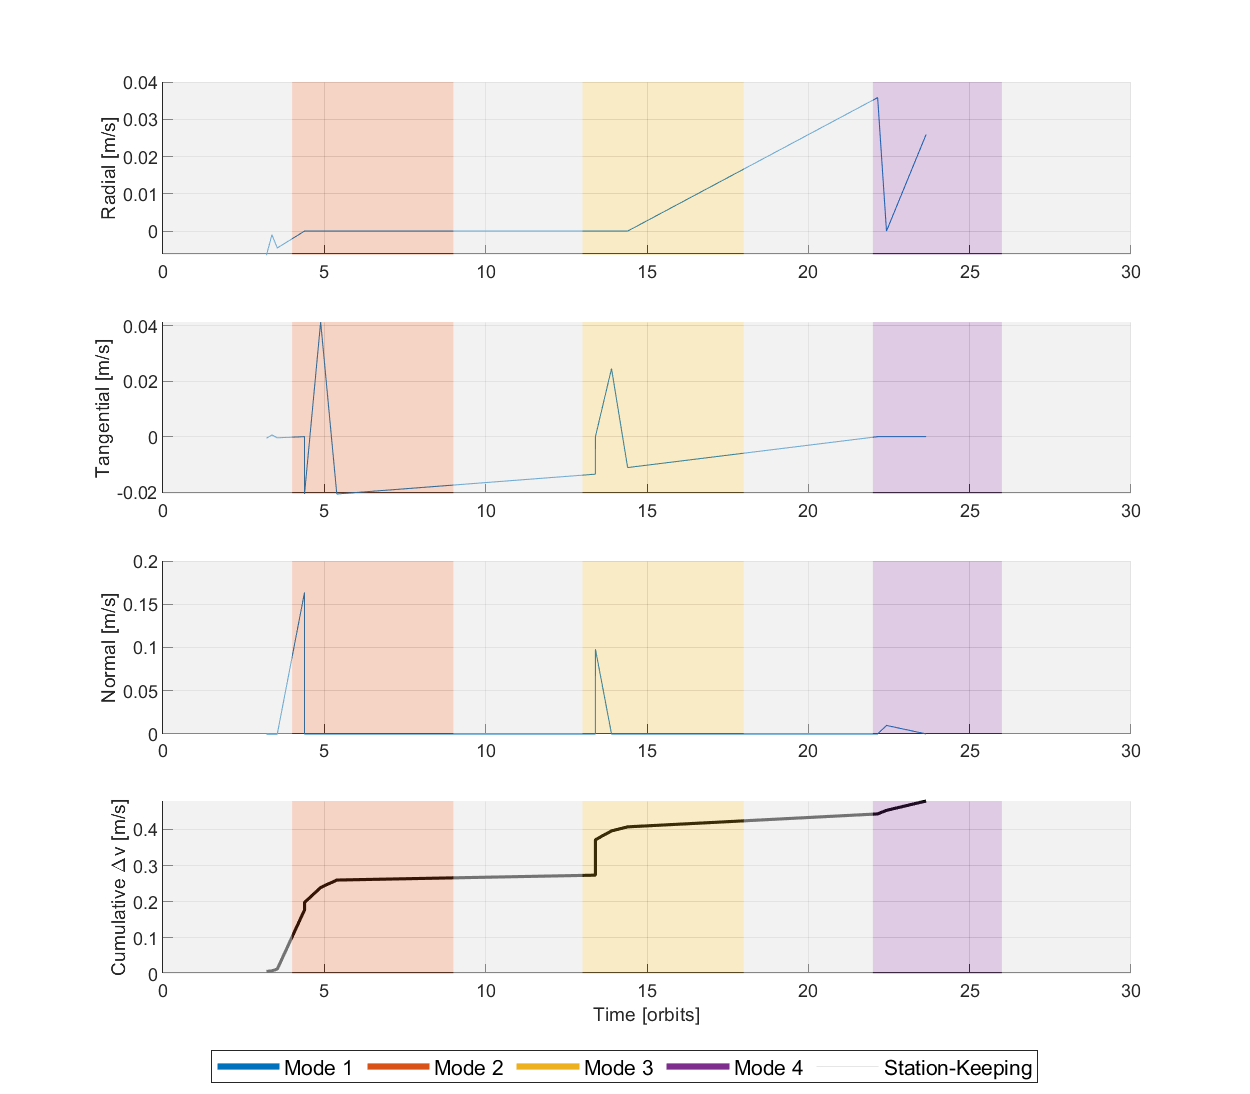 Radial [m/s]
0.04
0.03
0.02
0.01
0
0 5 10 15 20 25 30
Tangential [m/s]
0.04
0.02
0
-0.02
0 5 10 15 20 25 30
Normal [m/s]
0.2
0.15
0.1
0.05
0
0 5 10 15 20 25 30
Cumulative Δv [m/s]
0.4
0.3
0.2
0.1
0
0 5 10 15 20 25 30
Time [orbits]
Mode 1 Mode 2 Mode 3 Mode 4 Station-Keeping